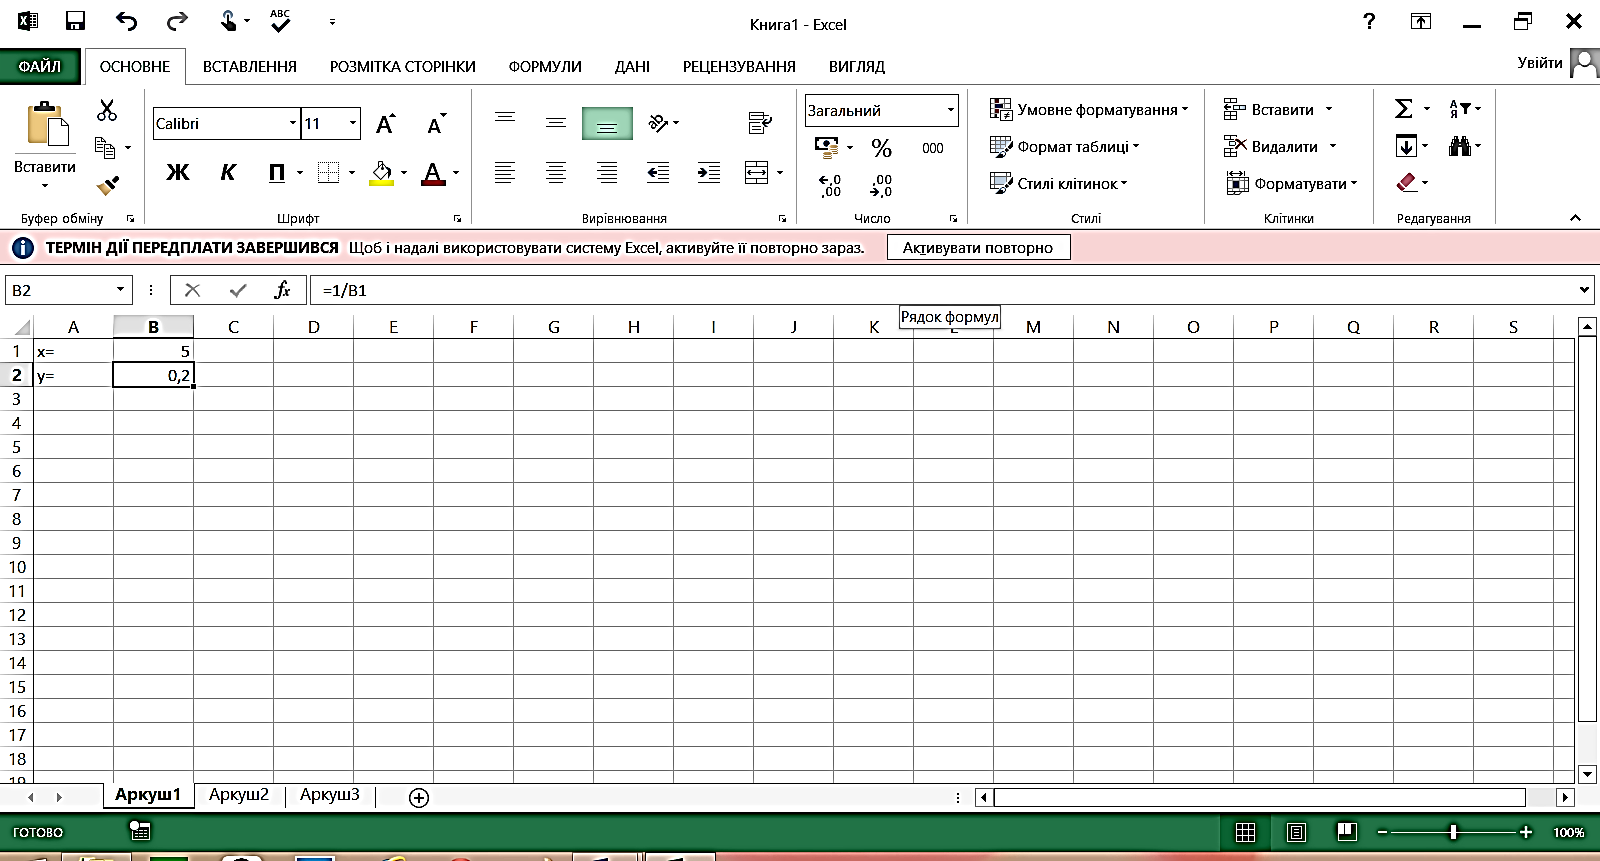 ABC
Книга1 - Excel
?
ФАЙЛ ОСНОВНЕ ВСТАВЛЕННЯ РОЗМІТКА СТОРІНКИ ФОРМУЛИ ДАНІ РЕЦЕНЗУВАННЯ ВИГЛЯД Увійти
Вставити
Calibri 11
Ж К П
Загальний
% 000
Умовне форматування
Формат таблиці
Стилі клітинок
Вставити
Видалити
Форматувати
Буфер обміну Шрифт Вирівнювання Число Стилі Клітинки Редагування
ТЕРМІН ДІЇ ПЕРЕДПЛАТИ ЗАВЕРШИВСЯ Щоб і надалі використовувати систему Excel, активуйте її повторно зараз. Активувати повторно
B2 fx =1/B1
Рядок формул
A B C D E F G H I J K L M N O P Q R S
1 x= 5
2 y= 0,2
3
4
5
6
7
8
9
10
11
12
13
14
15
16
17
18
19
Аркуш1 Аркуш2 Аркуш3
ГОТОВО 100%